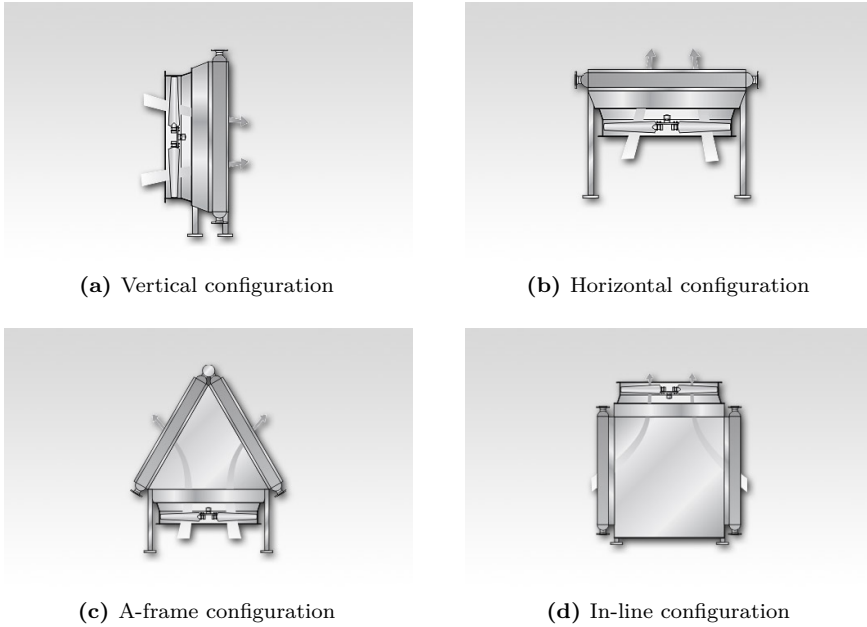 (a) Vertical configuration
(b) Horizontal configuration
(c) A-frame configuration
(d) In-line configuration